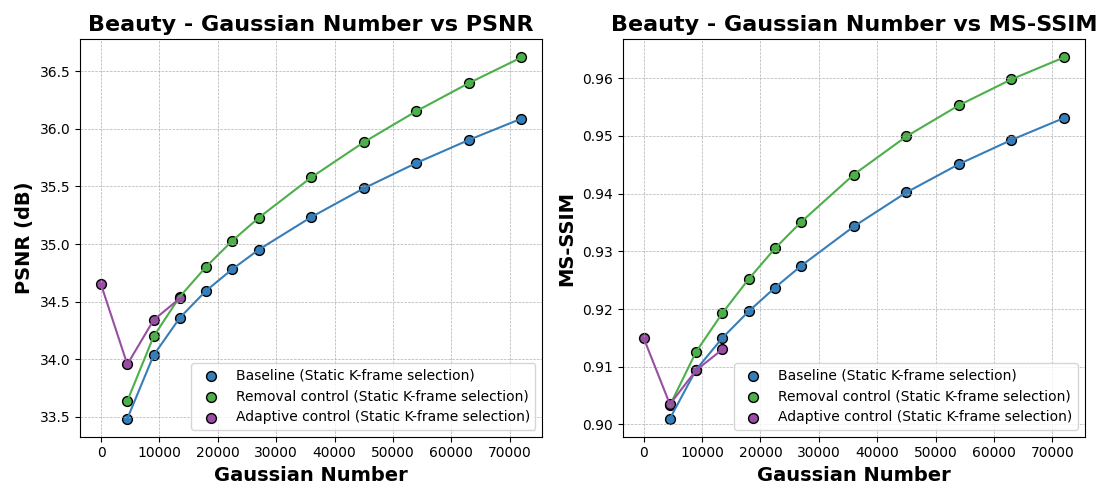 Beauty - Gaussian Number vs PSNR
PSNR (dB)
36.5
36.0
35.5
35.0
34.5
34.0
33.5
Baseline (Static K-frame selection)
Removal control (Static K-frame selection)
Adaptive control (Static K-frame selection)
0 10000 20000 30000 40000 50000 60000 70000
Gaussian Number
Beauty - Gaussian Number vs MS-SSIM
MS-SSIM
0.96
0.95
0.94
0.93
0.92
0.91
0.90
Baseline (Static K-frame selection)
Removal control (Static K-frame selection)
Adaptive control (Static K-frame selection)
0 10000 20000 30000 40000 50000 60000 70000
Gaussian Number